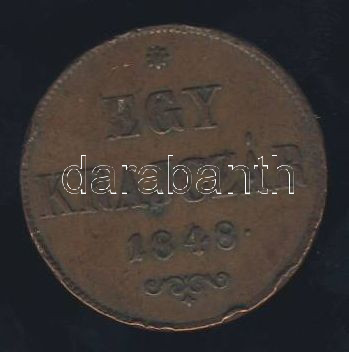 EGY
KRAJCZÁR
darabanth
1848.